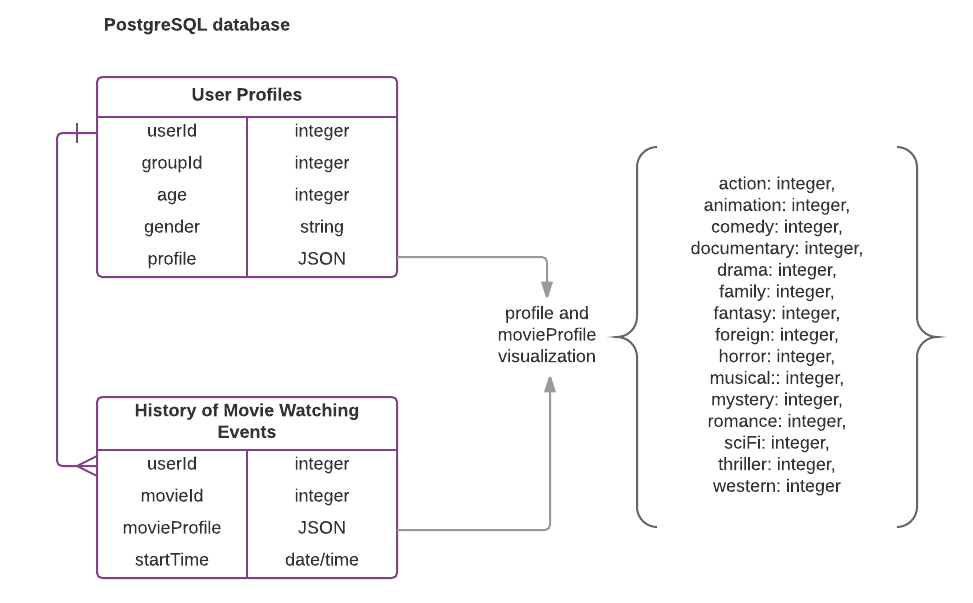 PostgreSQL database
User Profiles
userId integer
groupId integer
age integer
gender string
profile JSON
History of Movie Watching
Events
userId integer
movieId integer
movieProfile JSON
startTime date/time
profile and
movieProfile
visualization
action: integer,
animation: integer,
comedy: integer,
documentary: integer,
drama: integer,
family: integer,
fantasy: integer,
foreign: integer,
horror: integer,
musical:: integer,
mystery: integer,
romance: integer,
sciFi: integer,
thriller: integer,
western: integer